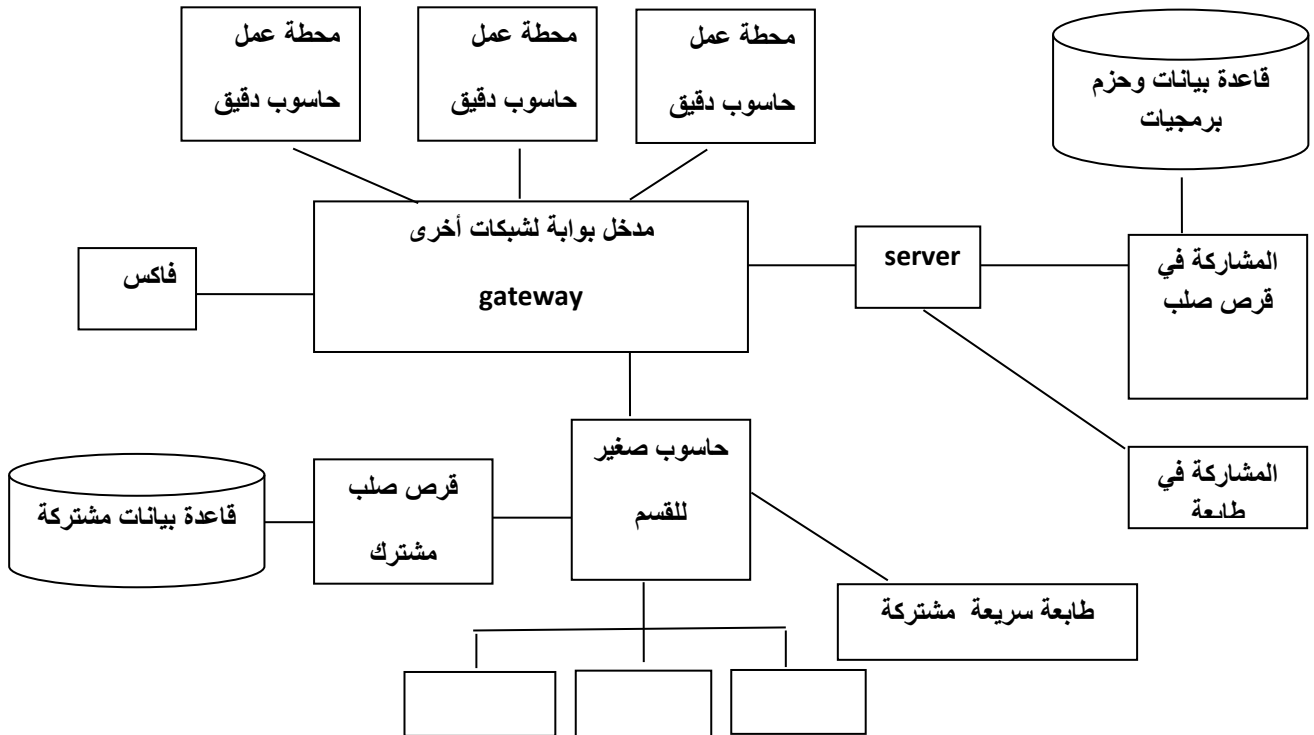 محطة عمل
حاسوب دقيق
محطة عمل
حاسوب دقيق
محطة عمل
حاسوب دقيق
قاعدة بيانات وحزم
برمجيات
مدخل بوابة لشبكات أخرى
gateway
فاكس
server
المشاركة في
قرص صلب
المشاركة في
طابعة
حاسوب صغير
للقسم
قرص صلب
مشترك
قاعدة بيانات مشتركة
طابعة سريعة مشتركة